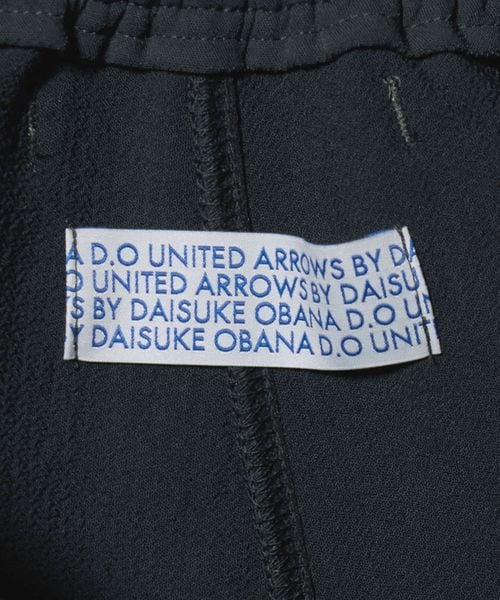 A D.O UNITED ARROWS BY DA
O UNITED ARROWS BY DAISU
S BY DAISUKE OBANA D.O UN
Y DAISUKE OBANA D.O UNIT